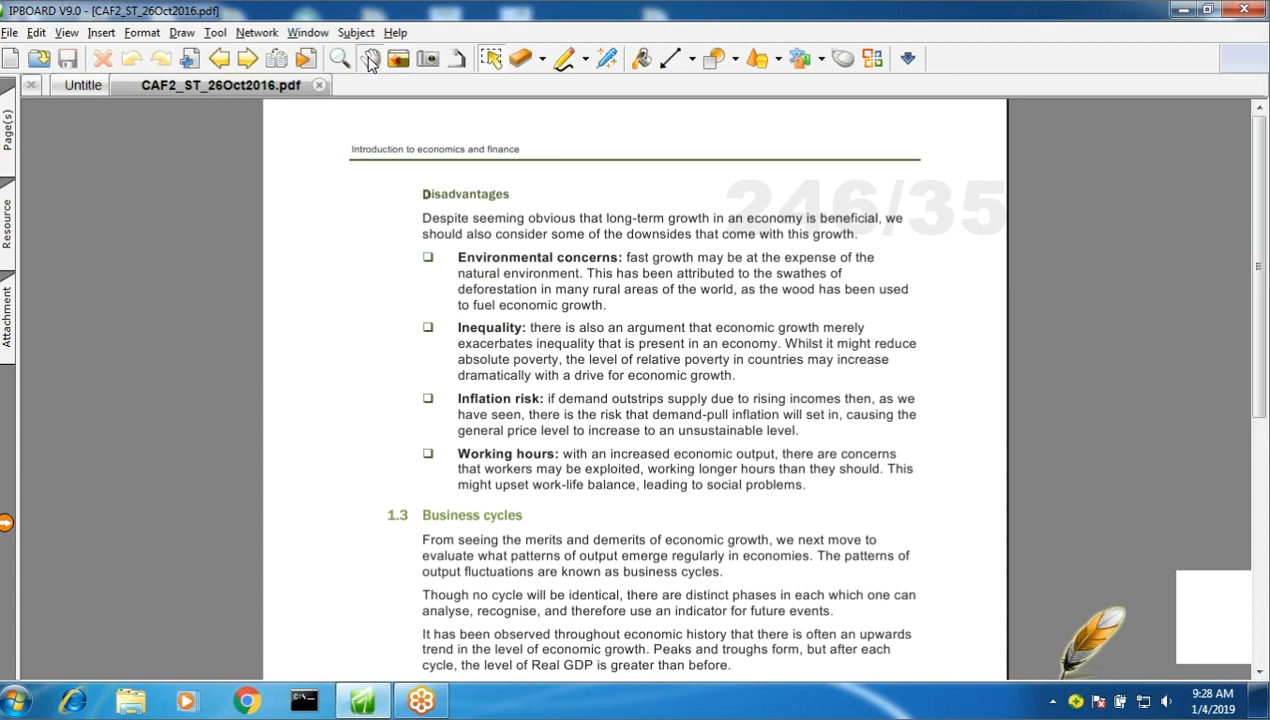 IPBOARD V9.0 - [CAF2_ST_26Oct2016.pdf]
File Edit View Insert Format Draw Tool Network Window Subject Help
Untitle CAF2_ST_26Oct2016.pdf
Page(s)
Resource
Attachment
Introduction to economics and finance
246/35
Disadvantages
Despite seeming obvious that long-term growth in an economy is beneficial, we
should also consider some of the downsides that come with this growth.
Environmental concerns: fast growth may be at the expense of the
natural environment. This has been attributed to the swathes of
deforestation in many rural areas of the world, as the wood has been used
to fuel economic growth.
Inequality: there is also an argument that economic growth merely
exacerbates inequality that is present in an economy. Whilst it might reduce
absolute poverty, the level of relative poverty in countries may increase
dramatically with a drive for economic growth.
Inflation risk: if demand outstrips supply due to rising incomes then, as we
have seen, there is the risk that demand-pull inflation will set in, causing the
general price level to increase to an unsustainable level.
Working hours: with an increased economic output, there are concerns
that workers may be exploited, working longer hours than they should. This
might upset work-life balance, leading to social problems.
1.3 Business cycles
From seeing the merits and demerits of economic growth, we next move to
evaluate what patterns of output emerge regularly in economies. The patterns of
output fluctuations are known as business cycles.
Though no cycle will be identical, there are distinct phases in each which one can
analyse, recognise, and therefore use an indicator for future events.
It has been observed throughout economic history that there is often an upwards
trend in the level of economic growth. Peaks and troughs form, but after each
cycle, the level of Real GDP is greater than before.
9:28 AM
1/4/2019